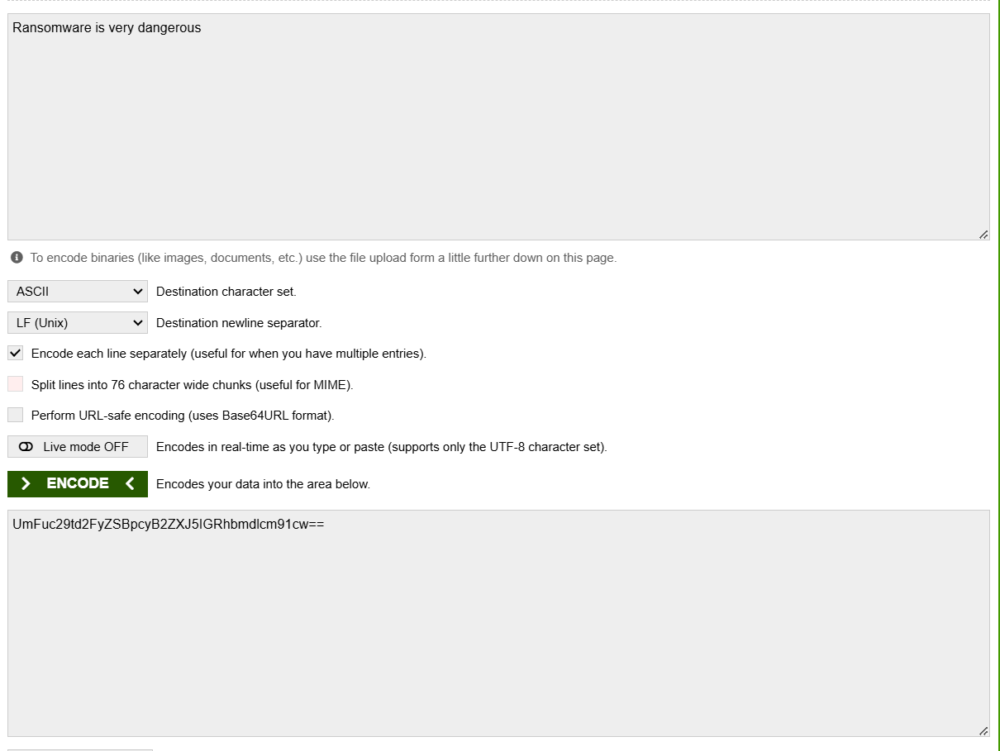 Ransomware is very dangerous
To encode binaries (like images, documents, etc.) use the file upload form a little further down on this page.
ASCII Destination character set.
LF (Unix) Destination newline separator.
Encode each line separately (useful for when you have multiple entries).
Split lines into 76 character wide chunks (useful for MIME).
Perform URL-safe encoding (uses Base64URL format).
Live mode OFF Encodes in real-time as you type or paste (supports only the UTF-8 character set).
> ENCODE < Encodes your data into the area below.
UmFuc29td2FyZSBpcyB2ZXJ5IGRhbmdlcm91cw==